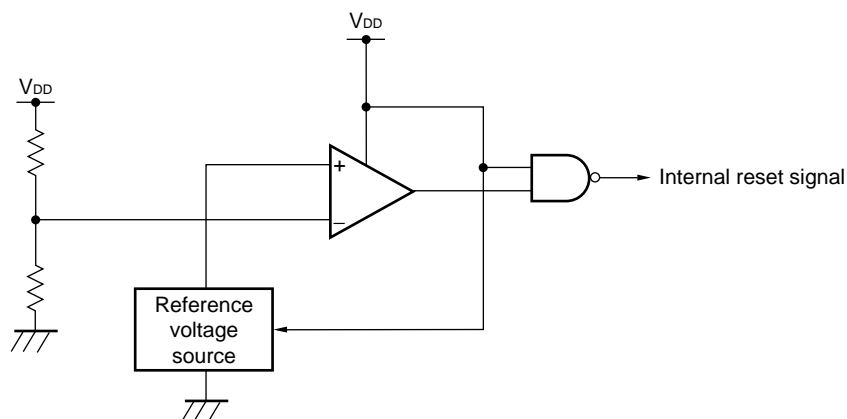 VDD
VDD
+
−
Internal reset signal
Reference
voltage
source